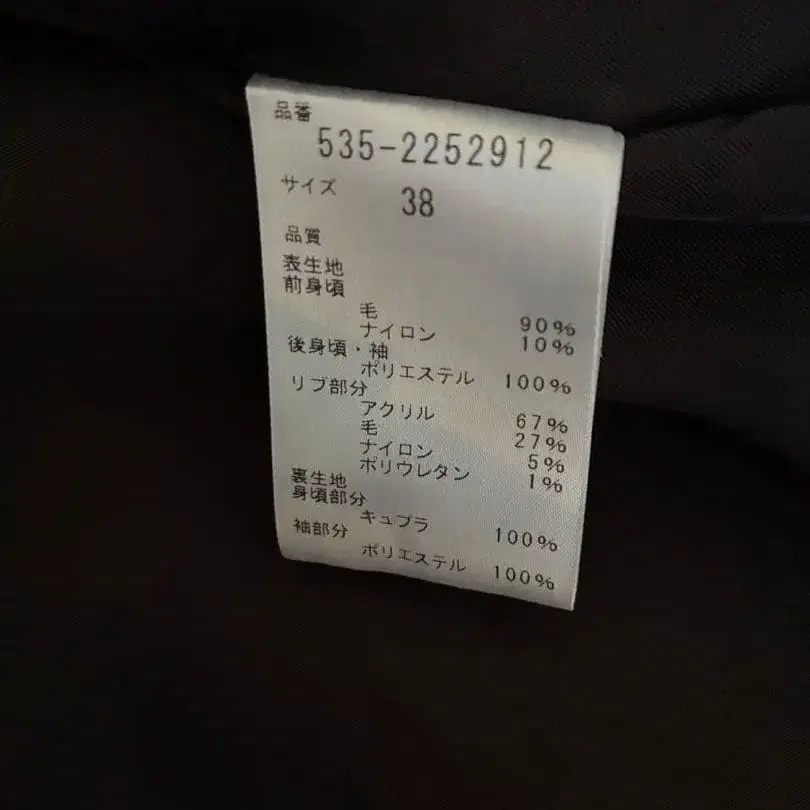 品番
535-2252912
サイズ 38
品質
表生地
前身頃
毛 90%
ナイロン 10%
後身頃・袖
ポリエステル 100%
リブ部分
アクリル 67%
毛 27%
ナイロン 5%
ポリウレタン 1%
裏生地
身頃部分
キュプラ 100%
袖部分
ポリエステル 100%